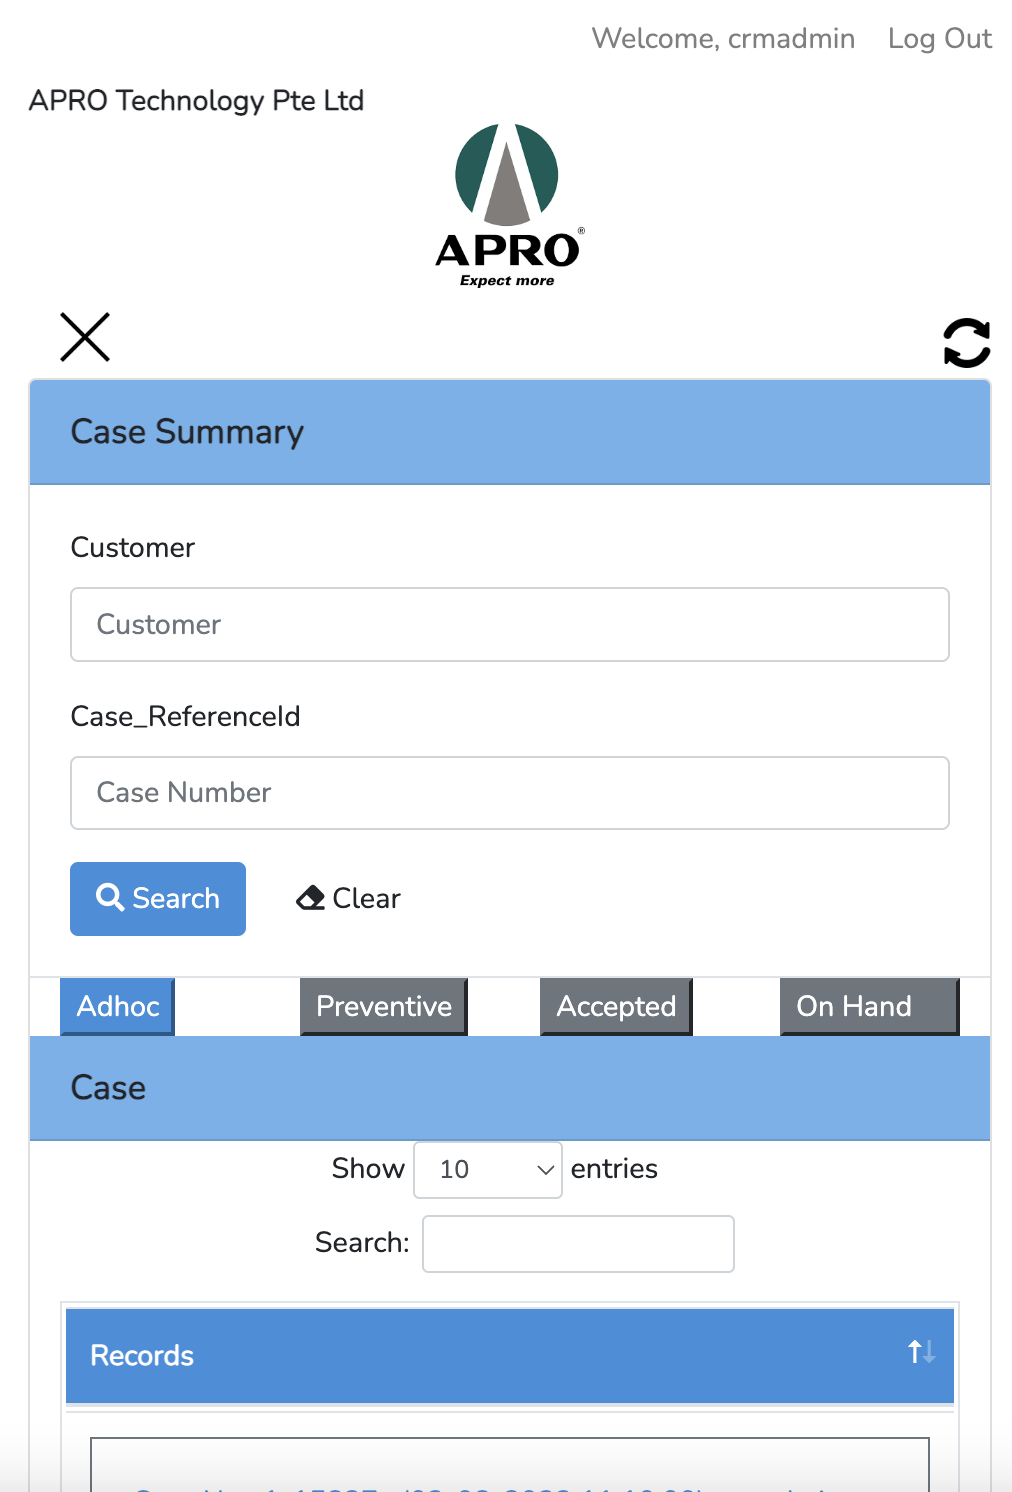 Welcome, crmadmin Log Out
APRO Technology Pte Ltd
APRO®
Expect more
Case Summary
Customer
Customer
Case_ReferenceId
Case Number
Search Clear
Adhoc Preventive Accepted On Hand
Case
Show 10 entries
Search:
Records